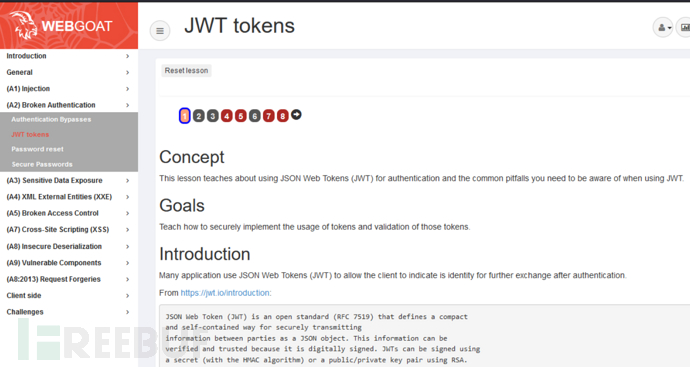 WEBGOAT
JWT tokens
Introduction
General
(A1) Injection
(A2) Broken Authentication
Authentication Bypasses
JWT tokens
Password reset
Secure Passwords
(A3) Sensitive Data Exposure
(A4) XML External Entities (XXE)
(A5) Broken Access Control
(A7) Cross-Site Scripting (XSS)
(A8) Insecure Deserialization
(A9) Vulnerable Components
(A8:2013) Request Forgeries
Client side
Challenges
Reset lesson
1 2 3 4 5 6 7 8
Concept
This lesson teaches about using JSON Web Tokens (JWT) for authentication and the common pitfalls you need to be aware of when using JWT.
Goals
Teach how to securely implement the usage of tokens and validation of those tokens.
Introduction
Many application use JSON Web Tokens (JWT) to allow the client to indicate is identity for further exchange after authentication.
From https://jwt.io/introduction:
JSON Web Token (JWT) is an open standard (RFC 7519) that defines a compact
and self-contained way for securely transmitting
information between parties as a JSON object. This information can be
verified and trusted because it is digitally signed. JWTs can be signed using
a secret (with the HMAC algorithm) or a public/private key pair using RSA.
FREEBUF